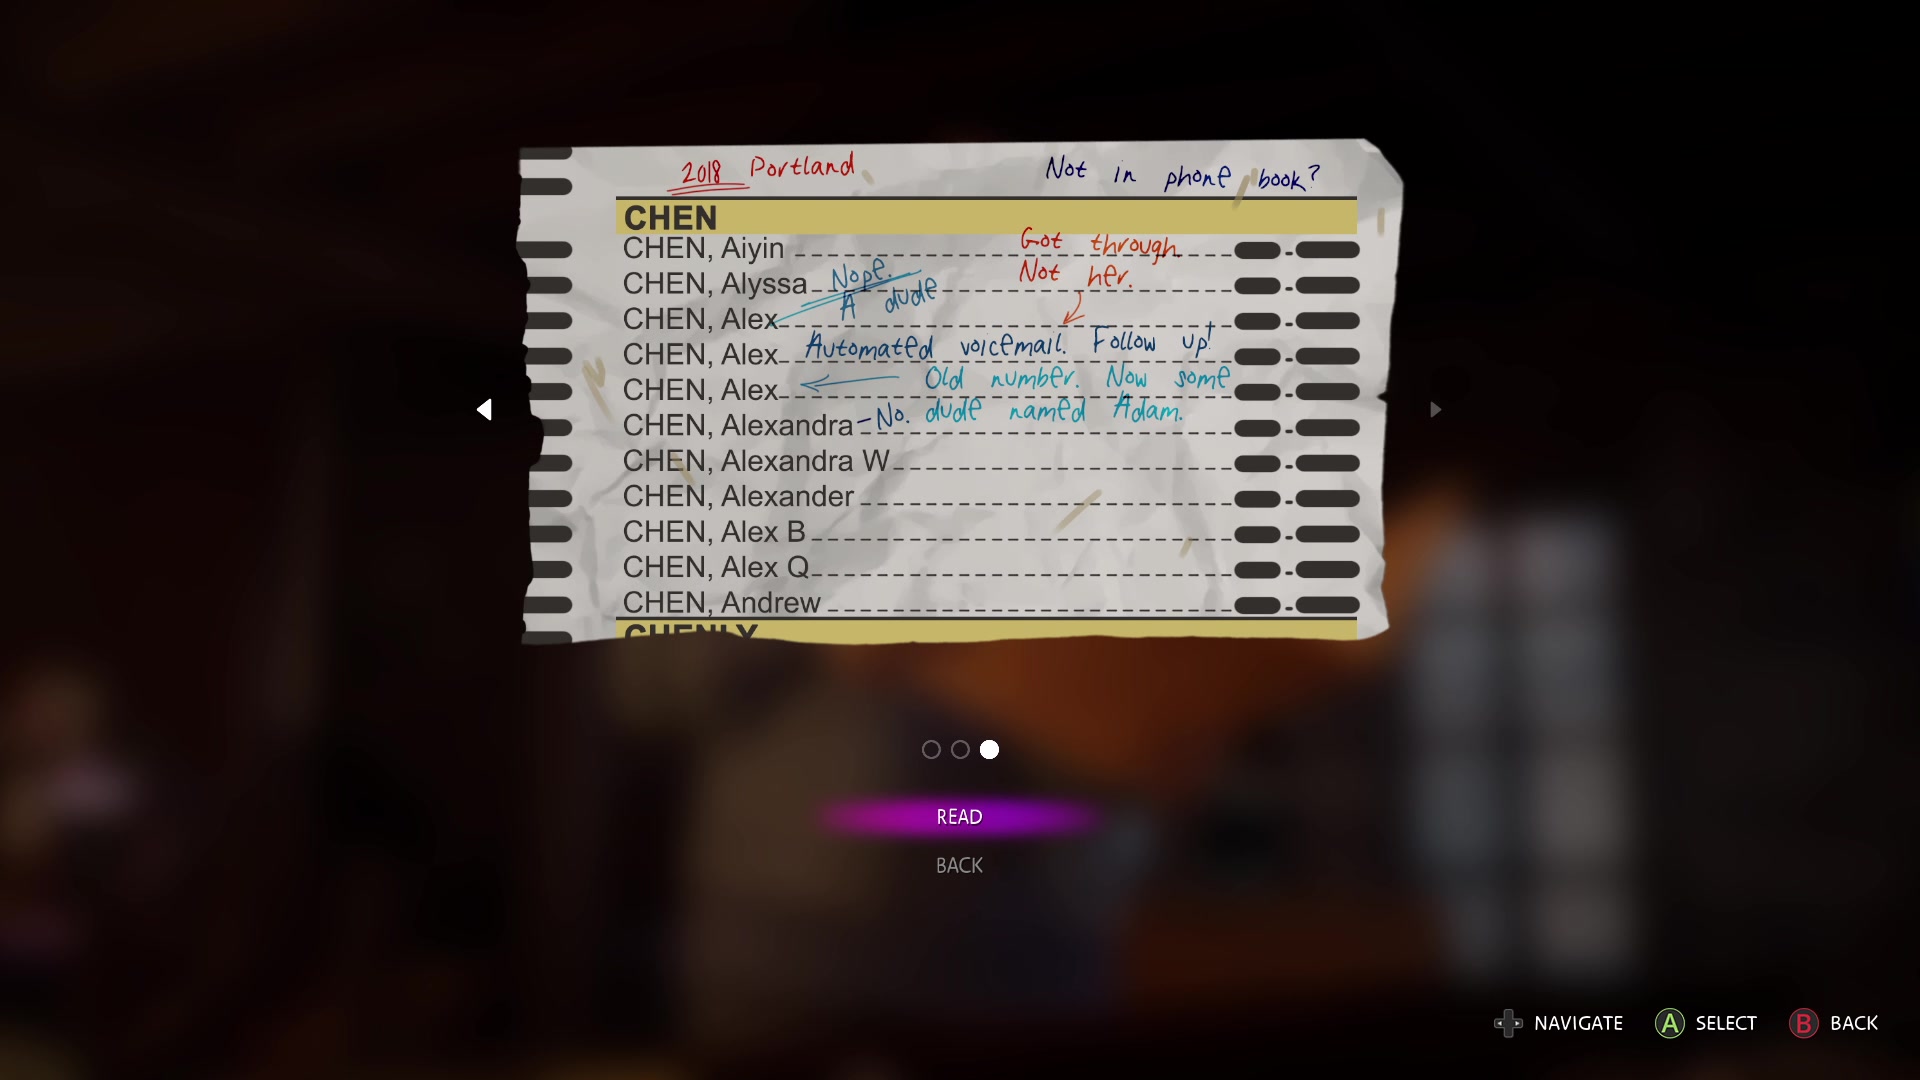 2018 Portland
Not in phone book?
CHEN
CHEN, Aiyin
Got through.
CHEN, Alyssa
Nope.
Not her.
A dude
CHEN, Alex
CHEN, Alex
Automated voicemail. Follow up!
CHEN, Alex
Old number. Now some
dude named Adam.
CHEN, Alexandra
-No.
CHEN, Alexandra W
CHEN, Alexander
CHEN, Alex B
CHEN, Alex Q
CHEN, Andrew
CHENLY
READ
BACK
NAVIGATE A SELECT B BACK